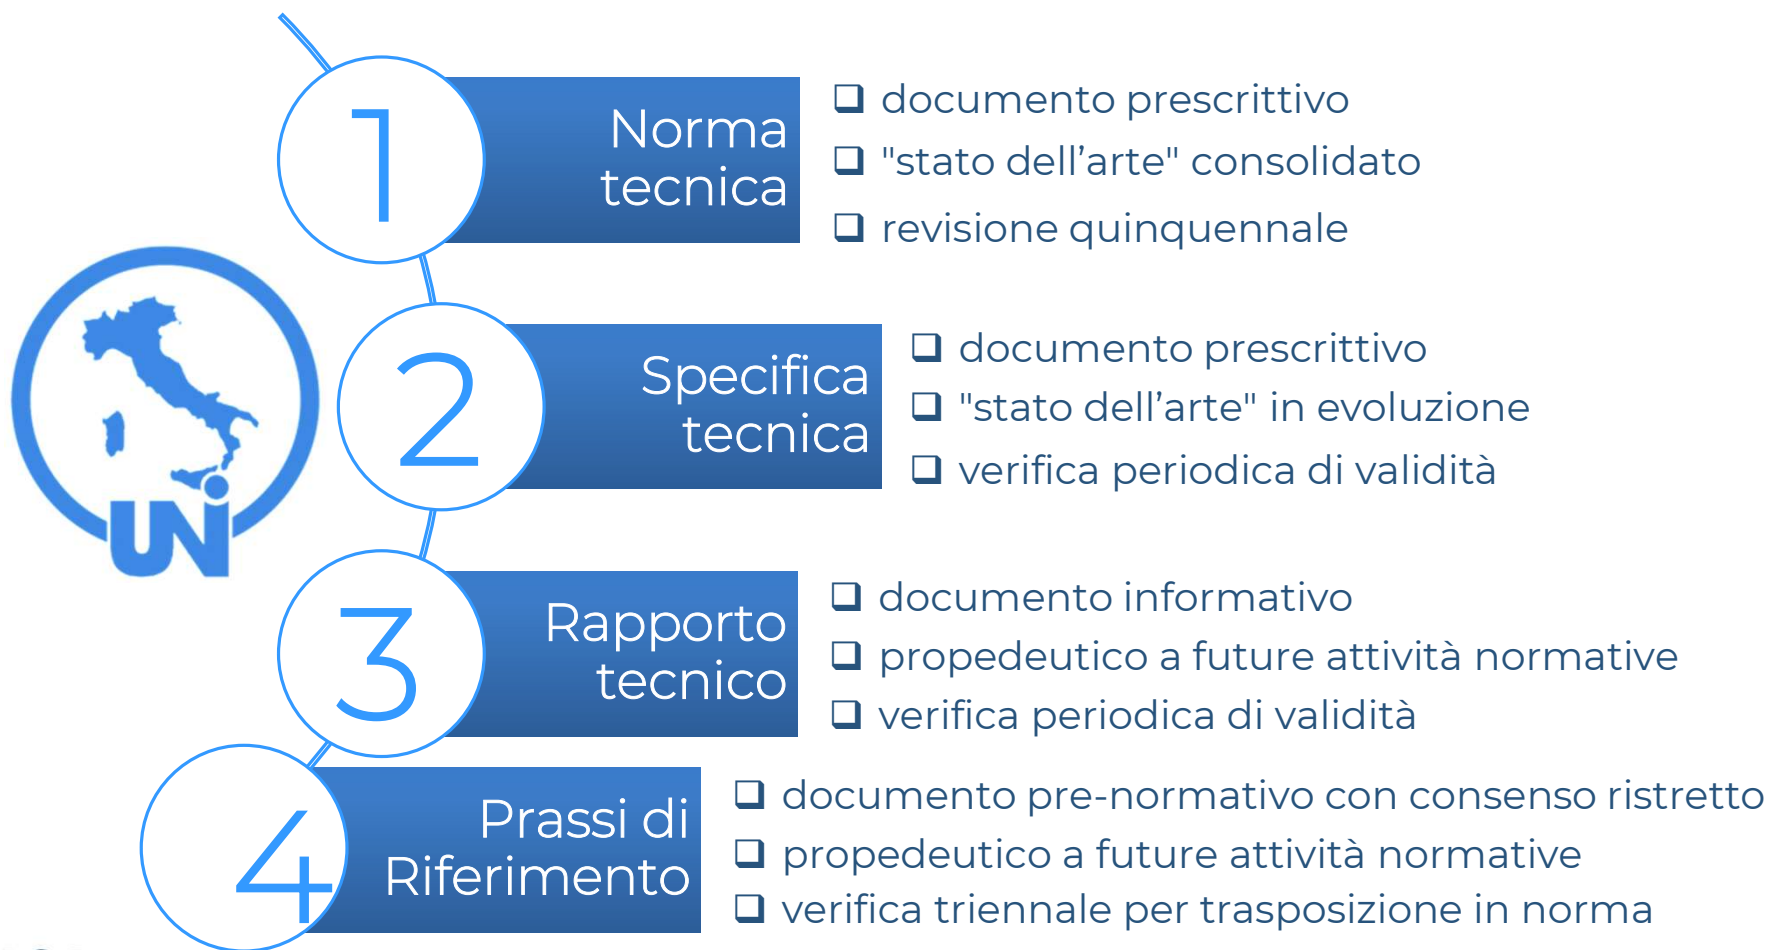 1
Norma
tecnica
documento prescrittivo
"stato dell’arte" consolidato
revisione quinquennale
UNI
2
Specifica
tecnica
documento prescrittivo
"stato dell’arte" in evoluzione
verifica periodica di validità
3
Rapporto
tecnico
documento informativo
propedeutico a future attività normative
verifica periodica di validità
4
Prassi di
Riferimento
documento pre-normativo con consenso ristretto
propedeutico a future attività normative
verifica triennale per trasposizione in norma